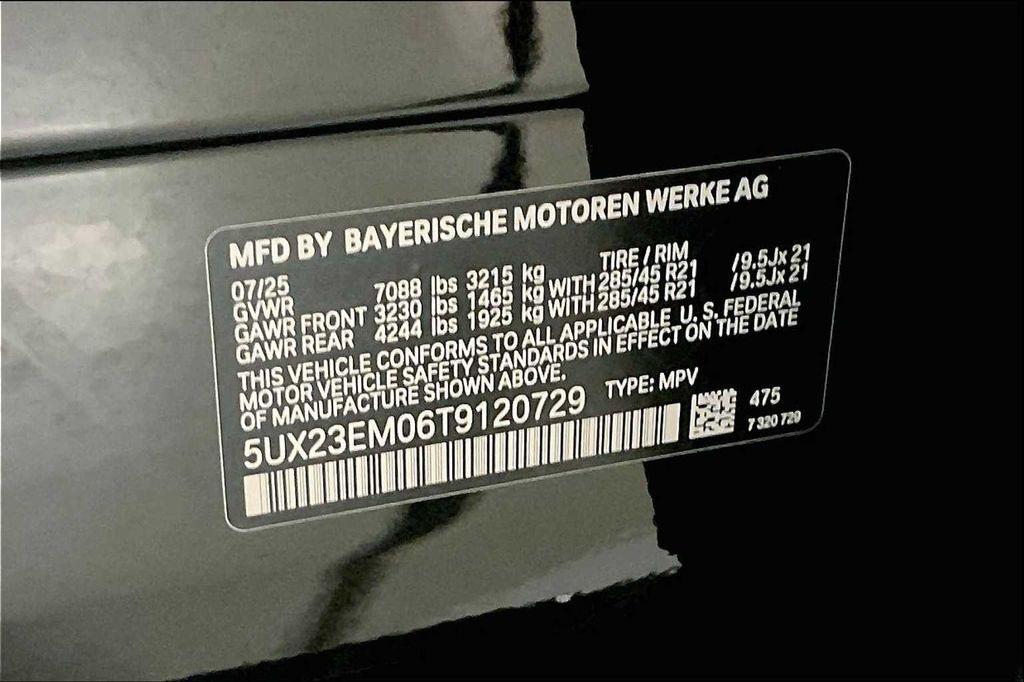 MFD BY BAYERISCHE MOTOREN WERKE AG
07/25 TIRE / RIM
GVWR 7088 lbs 3215 kg
GAWR FRONT 3230 lbs 1465 kg WITH 285/45 R21 /9.5Jx 21
GAWR REAR 4244 lbs 1925 kg WITH 285/45 R21 /9.5Jx 21
THIS VEHICLE CONFORMS TO ALL APPLICABLE U. S. FEDERAL
MOTOR VEHICLE SAFETY STANDARDS IN EFFECT ON THE DATE
OF MANUFACTURE SHOWN ABOVE.
5UX23EM06T9120729 TYPE: MPV
475
7 320 729